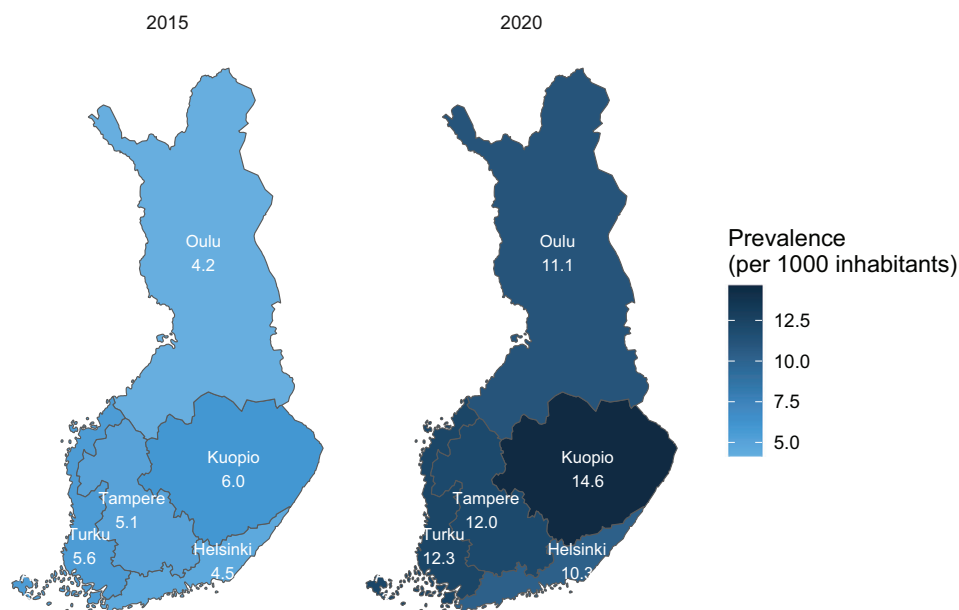 2015
2020
Oulu
4.2
Kuopio
6.0
Tampere
5.1
Turku
5.6
Helsinki
4.5
Oulu
11.1
Kuopio
14.6
Tampere
12.0
Turku
12.3
Helsinki
10.3
Prevalence
(per 1000 inhabitants)
12.5
10.0
7.5
5.0